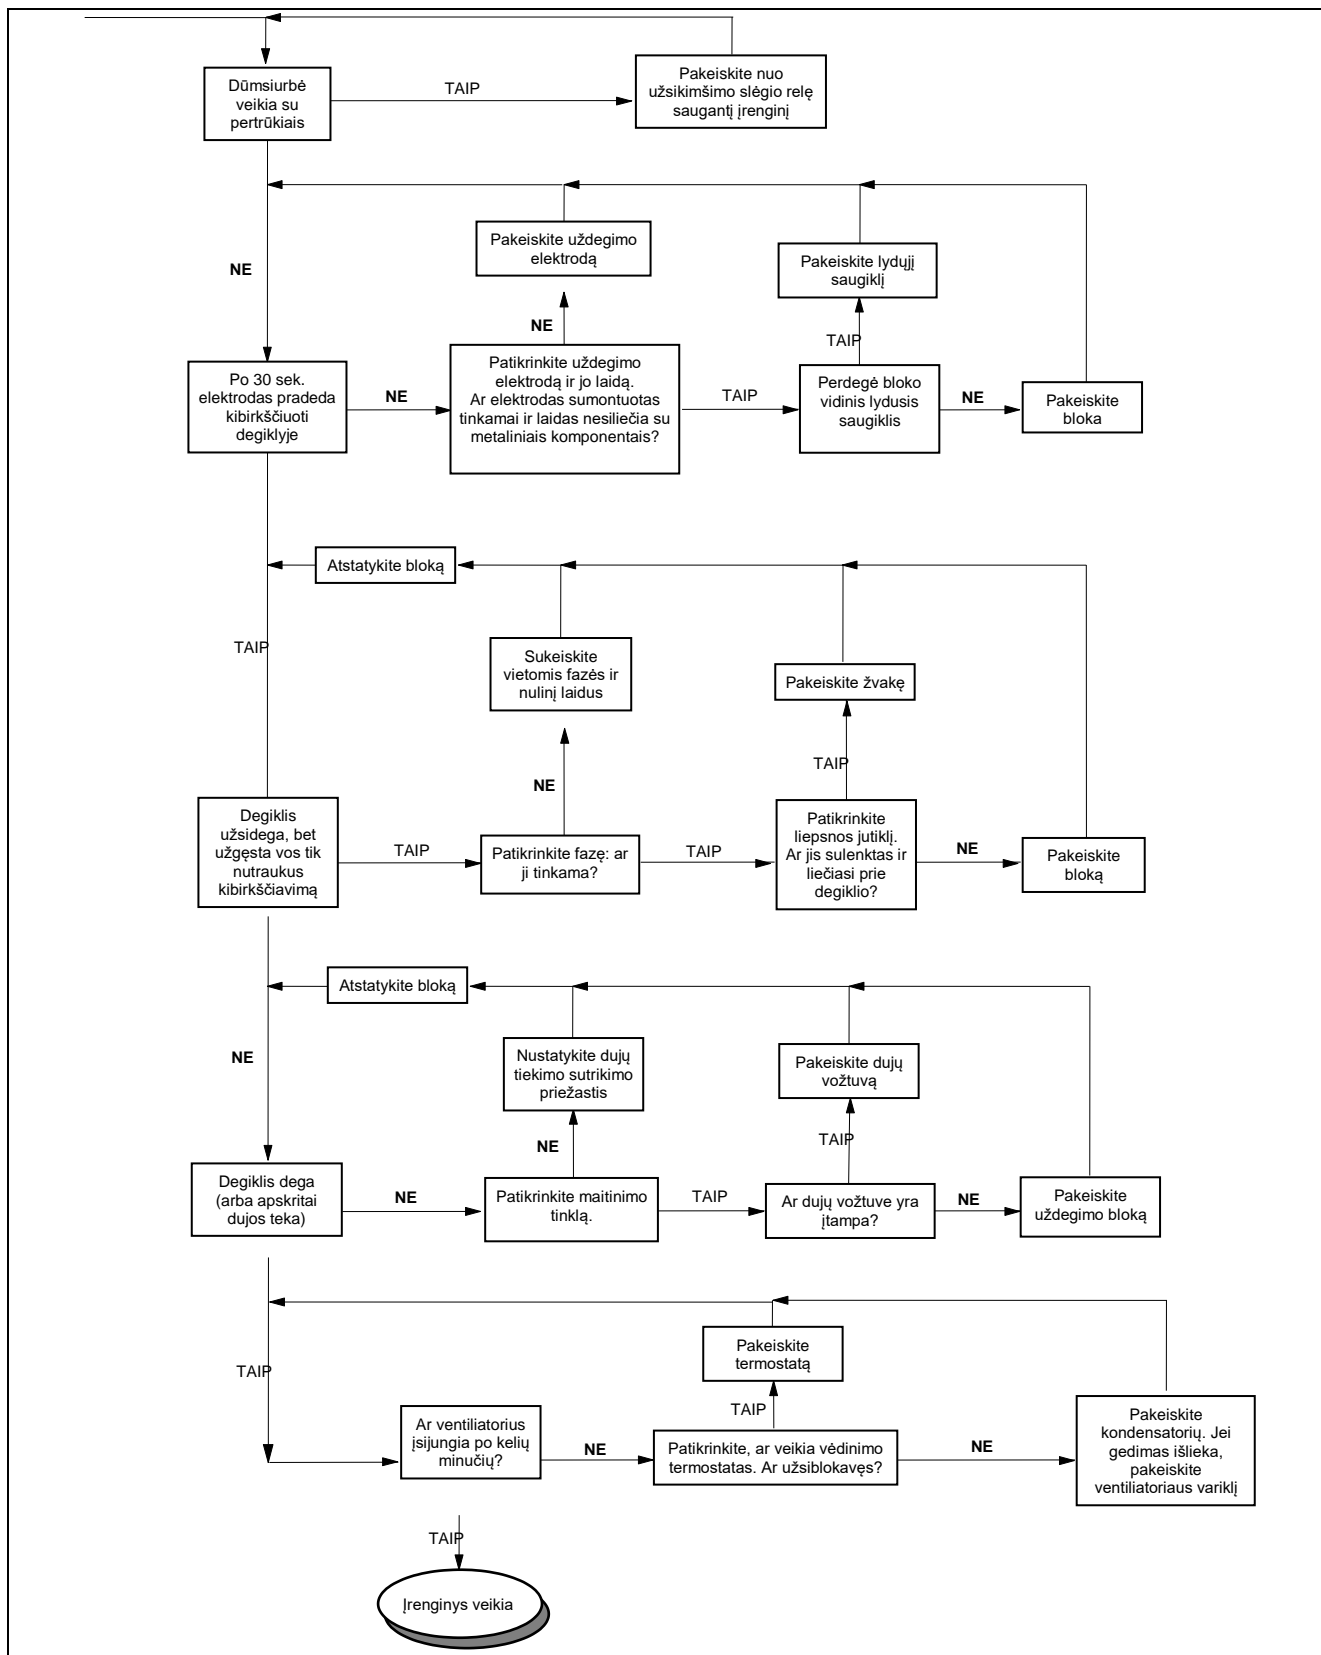 Dūmsiurbė
veikia su
pertrūkiais
TAIP
Pakeiskite nuo
užsikimšimo slėgio relę
saugantį įrenginį
NE
Pakeiskite uždegimo
elektrodą
Pakeiskite lydųjį
saugiklį
NE
TAIP
Po 30 sek.
elektrodas pradeda
kibirkščiuoti
degiklyje
NE
Patikrinkite uždegimo
elektrodą ir jo laidą.
Ar elektrodas sumontuotas
tinkamai ir laidas nesiliečia su
metaliniais komponentais?
TAIP
Perdegė bloko
vidinis lydusis
saugiklis
NE
Pakeiskite
bloka
Atstatykite bloką
TAIP
Sukeiskite
vietomis fazės ir
nulinį laidus
Pakeiskite žvakę
NE
TAIP
Degiklis
užsidega, bet
užgęsta vos tik
nutraukus
kibirkščiavimą
TAIP
Patikrinkite fazę: ar
ji tinkama?
TAIP
Patikrinkite
liepsnos jutiklį.
Ar jis sulenktas ir
liečiasi prie
degiklio?
NE
Pakeiskite
bloką
Atstatykite bloką
NE
Nustatykite dujų
tiekimo sutrikimo
priežastis
Pakeiskite dujų
vožtuvą
NE
TAIP
Degiklis dega
(arba apskritai
dujos teka)
NE
Patikrinkite maitinimo
tinklą.
TAIP
Ar dujų vožtuve yra
įtampa?
NE
Pakeiskite
uždegimo bloką
TAIP
Pakeiskite
termostatą
TAIP
Ar ventiliatorius
įsijungia po kelių
minučių?
NE
Patikrinkite, ar veikia vėdinimo
termostatas. Ar užsiblokavęs?
NE
Pakeiskite
kondensatorių. Jei
gedimas išlieka,
pakeiskite
ventiliatoriaus variklį
TAIP
Įrenginys veikia